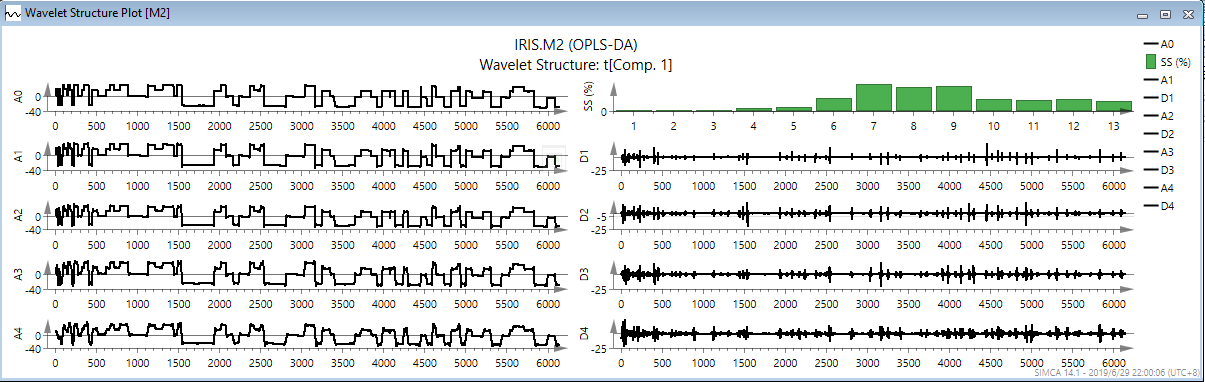 Wavelet Structure Plot [M2]
IRIS.M2 (OPLS-DA)
Wavelet Structure: t[Comp. 1]
A0
0
-40
0 500 1000 1500 2000 2500 3000 3500 4000 4500 5000 5500 6000
SS (%)
0
1 2 3 4 5 6 7 8 9 10 11 12 13
A0
SS (%)
A1
D1
A2
D2
A3
D3
A4
D4
A1
0
-40
0 500 1000 1500 2000 2500 3000 3500 4000 4500 5000 5500 6000
D1
-25
0 500 1000 1500 2000 2500 3000 3500 4000 4500 5000 5500 6000
A2
0
-40
0 500 1000 1500 2000 2500 3000 3500 4000 4500 5000 5500 6000
D2
-5
-25
0 500 1000 1500 2000 2500 3000 3500 4000 4500 5000 5500 6000
A3
0
-40
0 500 1000 1500 2000 2500 3000 3500 4000 4500 5000 5500 6000
D3
-25
0 500 1000 1500 2000 2500 3000 3500 4000 4500 5000 5500 6000
A4
0
-40
0 500 1000 1500 2000 2500 3000 3500 4000 4500 5000 5500 6000
D4
-25
0 500 1000 1500 2000 2500 3000 3500 4000 4500 5000 5500 6000
SIMCA 14.1 - 2019/6/29 22:00:06 (UTC+8)